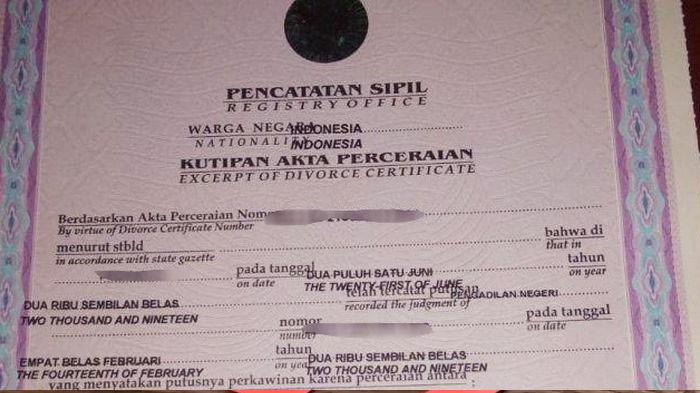 PENCATATAN SIPIL
REGISTRY OFFICE
WARGA NEGARA INDONESIA
NATIONALITY INDONESIA
KUTIPAN AKTA PERCERAIAN
EXCERPT OF DIVORCE CERTIFICATE
Berdasarkan Akta Perceraian Nomor
By virtue of Divorce Certificate Number
menurut stbld bahwa di
in accordance with state gazette that in
pada tanggal DUA PULUH SATU JUNI tahun
on date THE TWENTY-FIRST OF JUNE on year
DUA RIBU SEMBILAN BELAS telah tercatat putusan PENGADILAN NEGERI
TWO THOUSAND AND NINETEEN recorded the judgment of
nomor pada tanggal
number on date
EMPAT BELAS FEBRUARI tahun DUA RIBU SEMBILAN BELAS
THE FOURTEENTH OF FEBRUARY on year TWO THOUSAND AND NINETEEN
yang menyatakan putusnya perkawinan karena perceraian antara :